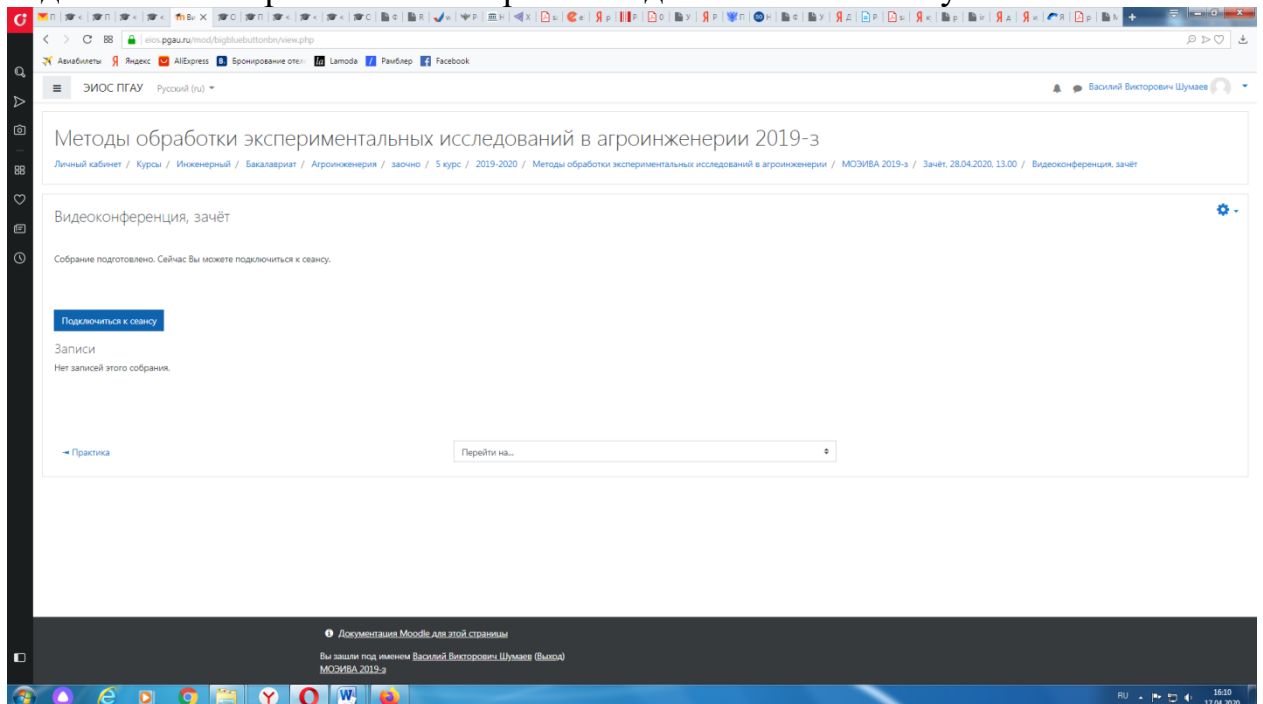 eios.pgau.ru/mod/bigbluebuttonbn/view.php
Авиабилеты Яндекс AliExpress Бронирование отел Lamoda Рамблер Facebook
ЭИОС ПГАУ Русский (ru) Василий Викторович Шумаев
Методы обработки экспериментальных исследований в агроинженерии 2019-з
Личный кабинет / Курсы / Инженерный / Бакалавриат / Агроинженерия / заочно / 5 курс / 2019-2020 / Методы обработки экспериментальных исследований в агроинженерии / МОЭИВА 2019-з / Зачёт, 28.04.2020, 13.00 / Видеоконференция, зачёт
Видеоконференция, зачёт
Собрание подготовлено. Сейчас Вы можете подключиться к сеансу.
Подключиться к сеансу
Записи
Нет записей этого собрания.
◄ Практика Перейти на...
Документация Moodle для этой страницы
Вы зашли под именем Василий Викторович Шумаев (Выход)
МОЭИВА 2019-з
RU 16:10
17.04.2020